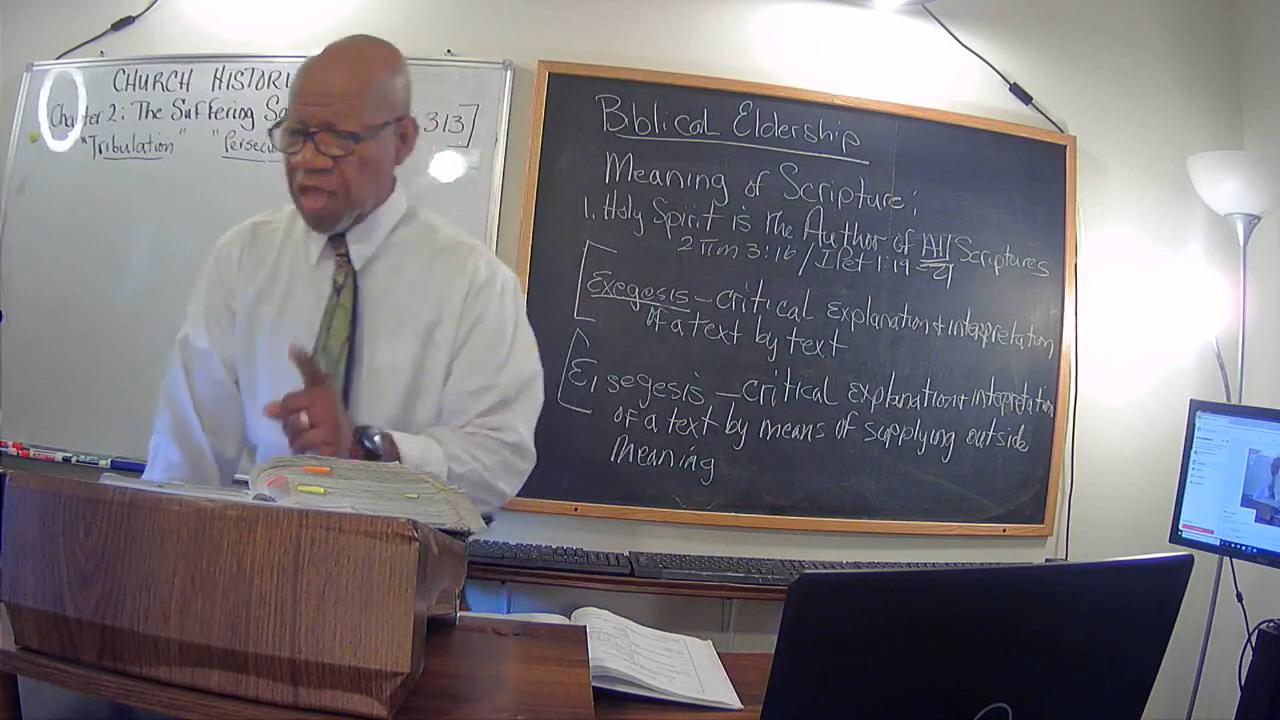 CHURCH HISTOR
Chapter 2: The Suffering 313]
"Tribulation" "Persecu
Biblical Eldership
Meaning of Scripture:
1. Holy Spirit is the Author of All Scriptures
2 Tim 3:16 / I Pet 1:19-21
[Exegesis – critical explanation & interpretation
of a text by text
[Eisegesis – critical explanation & interpretation
of a text by means of supplying outside
Meaning